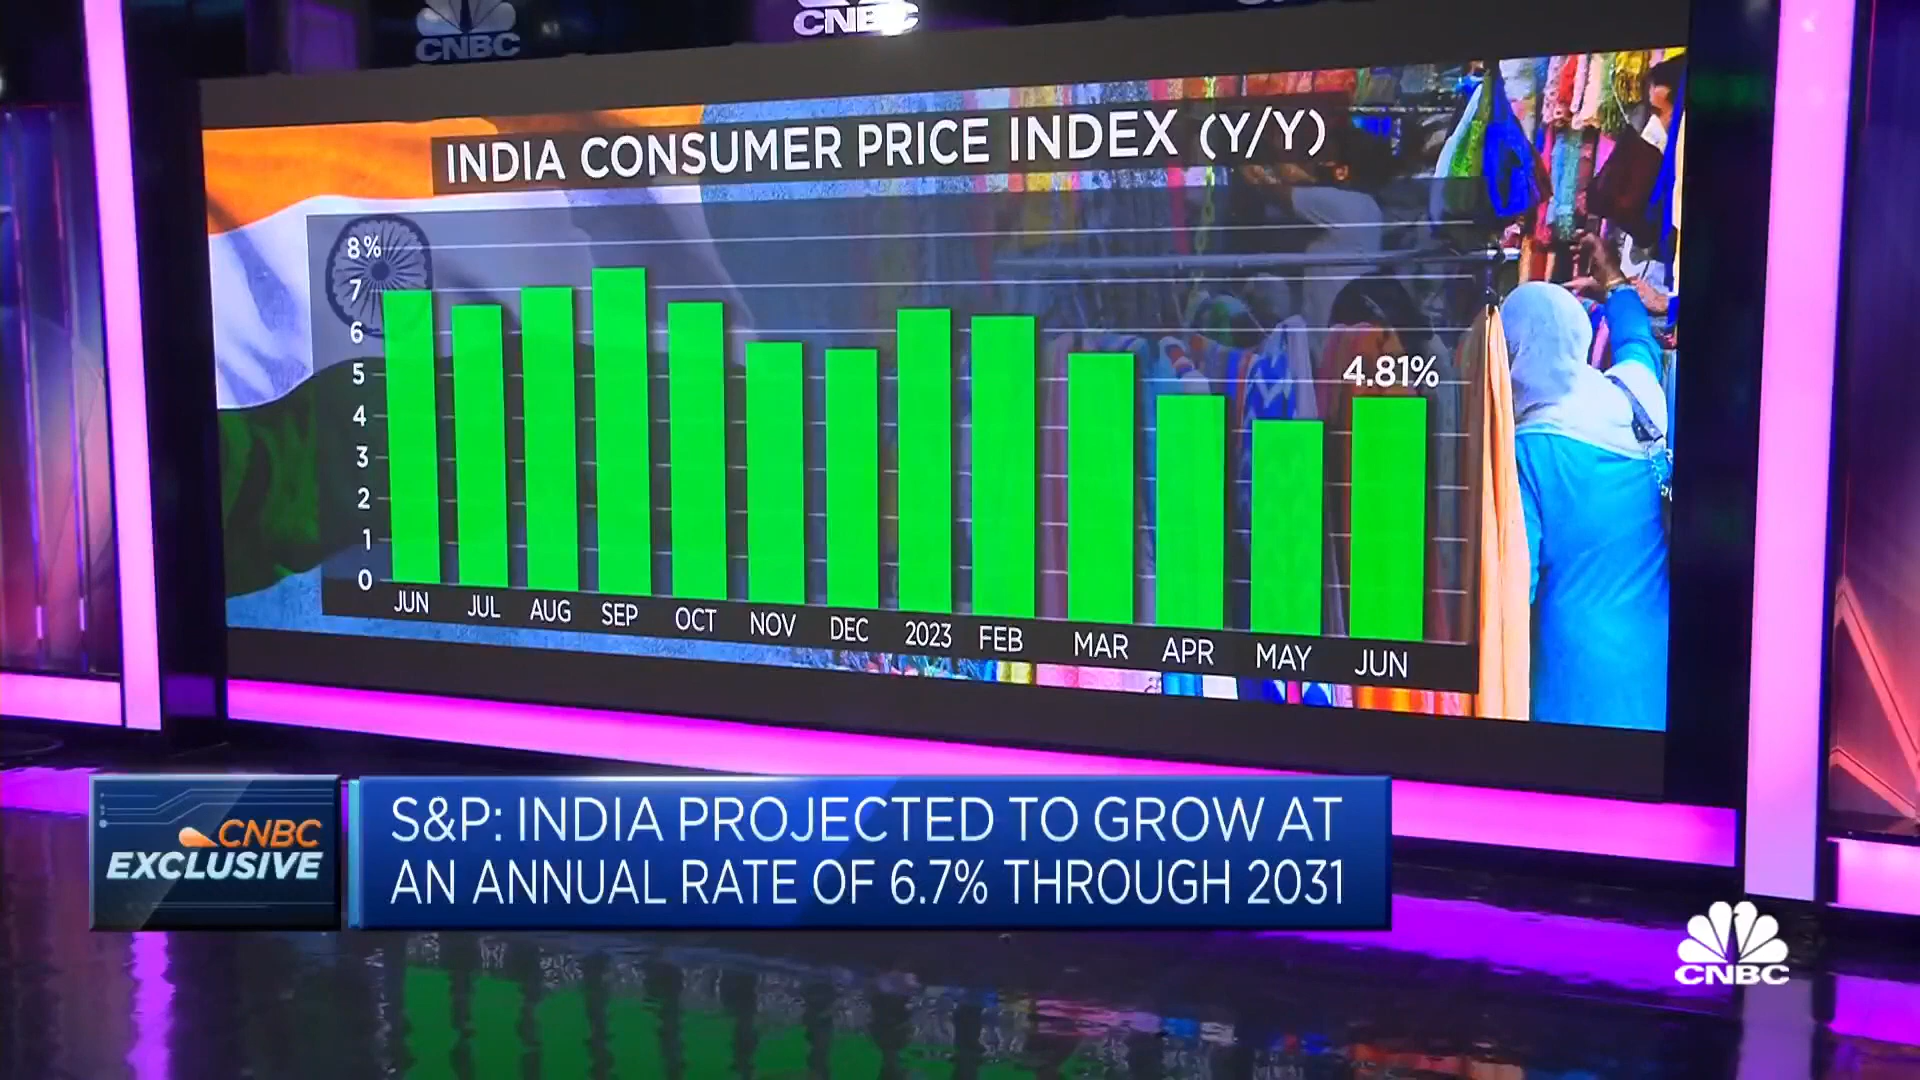 CNBC
CNBC
INDIA CONSUMER PRICE INDEX (Y/Y)
8%
7
6
5
4
3
2
1
0
4.81%
JUN JUL AUG SEP OCT NOV DEC 2023 FEB MAR APR MAY JUN
CNBC
EXCLUSIVE
S&P: INDIA PROJECTED TO GROW AT
AN ANNUAL RATE OF 6.7% THROUGH 2031
CNBC